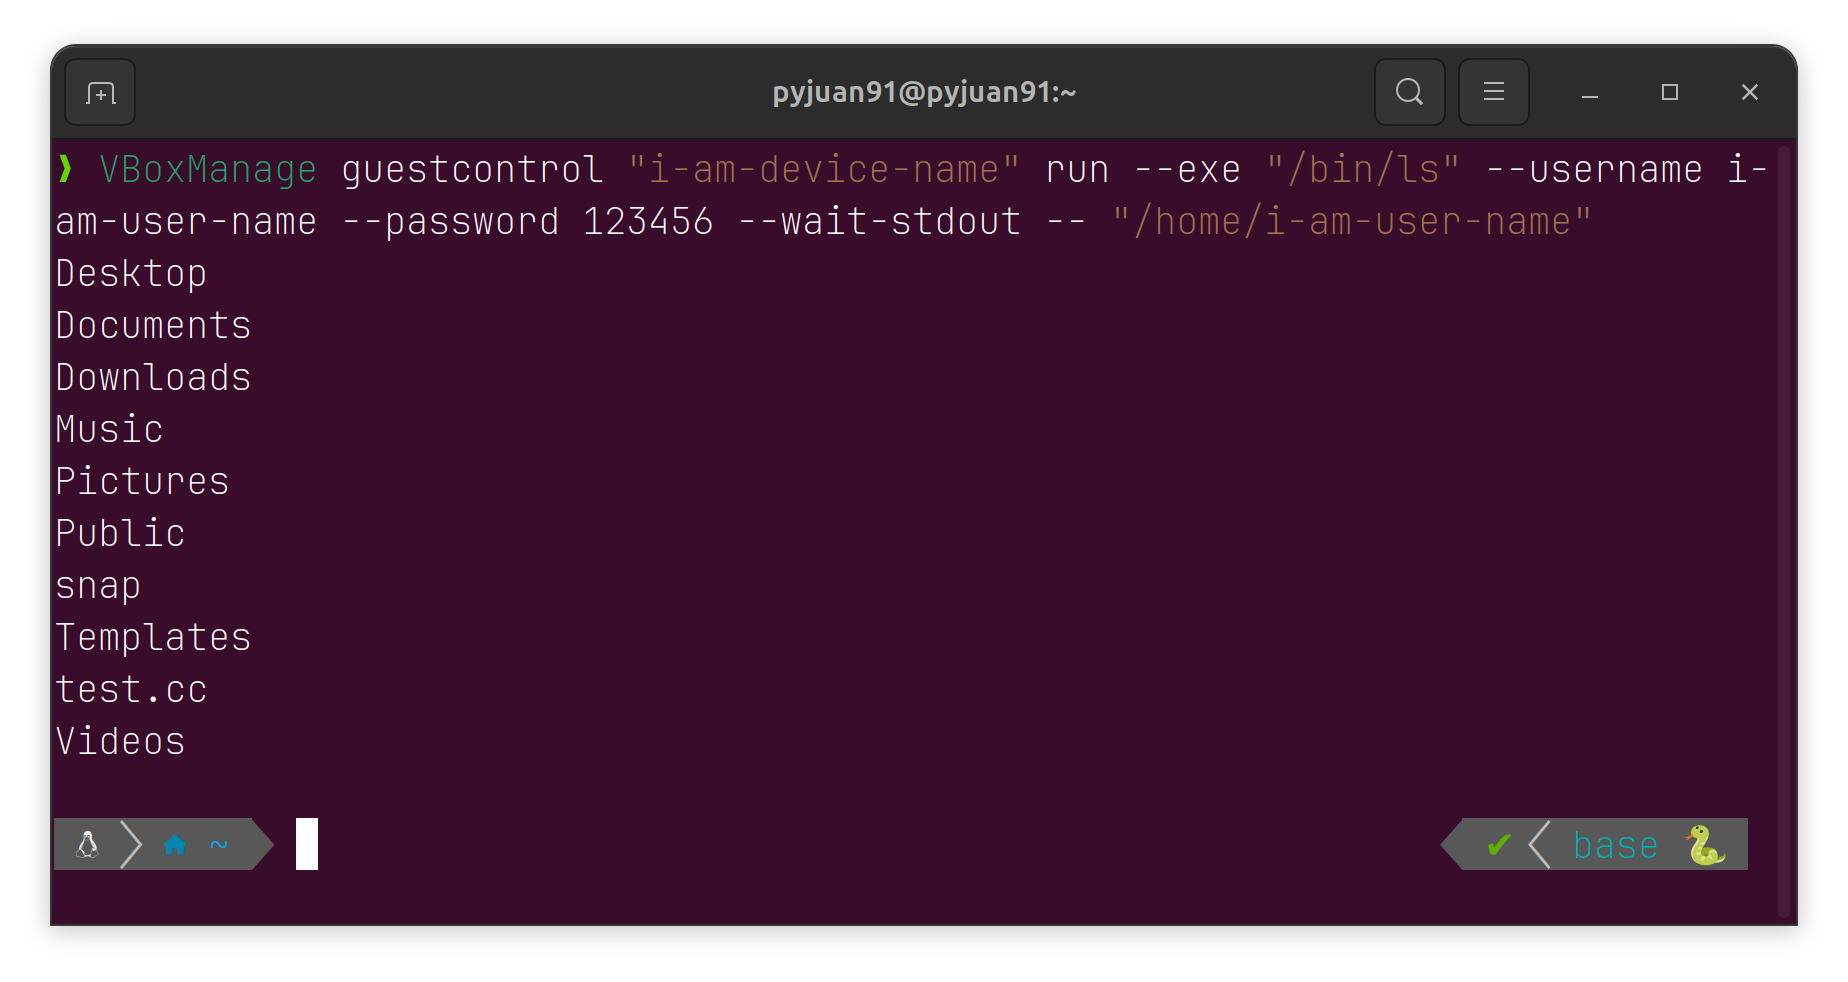 pyjuan91@pyjuan91:~
❱ VBoxManage guestcontrol "i-am-device-name" run --exe "/bin/ls" --username i-
am-user-name --password 123456 --wait-stdout -- "/home/i-am-user-name"
Desktop
Documents
Downloads
Music
Pictures
Public
snap
Templates
test.cc
Videos
~ ✔ base 🐍